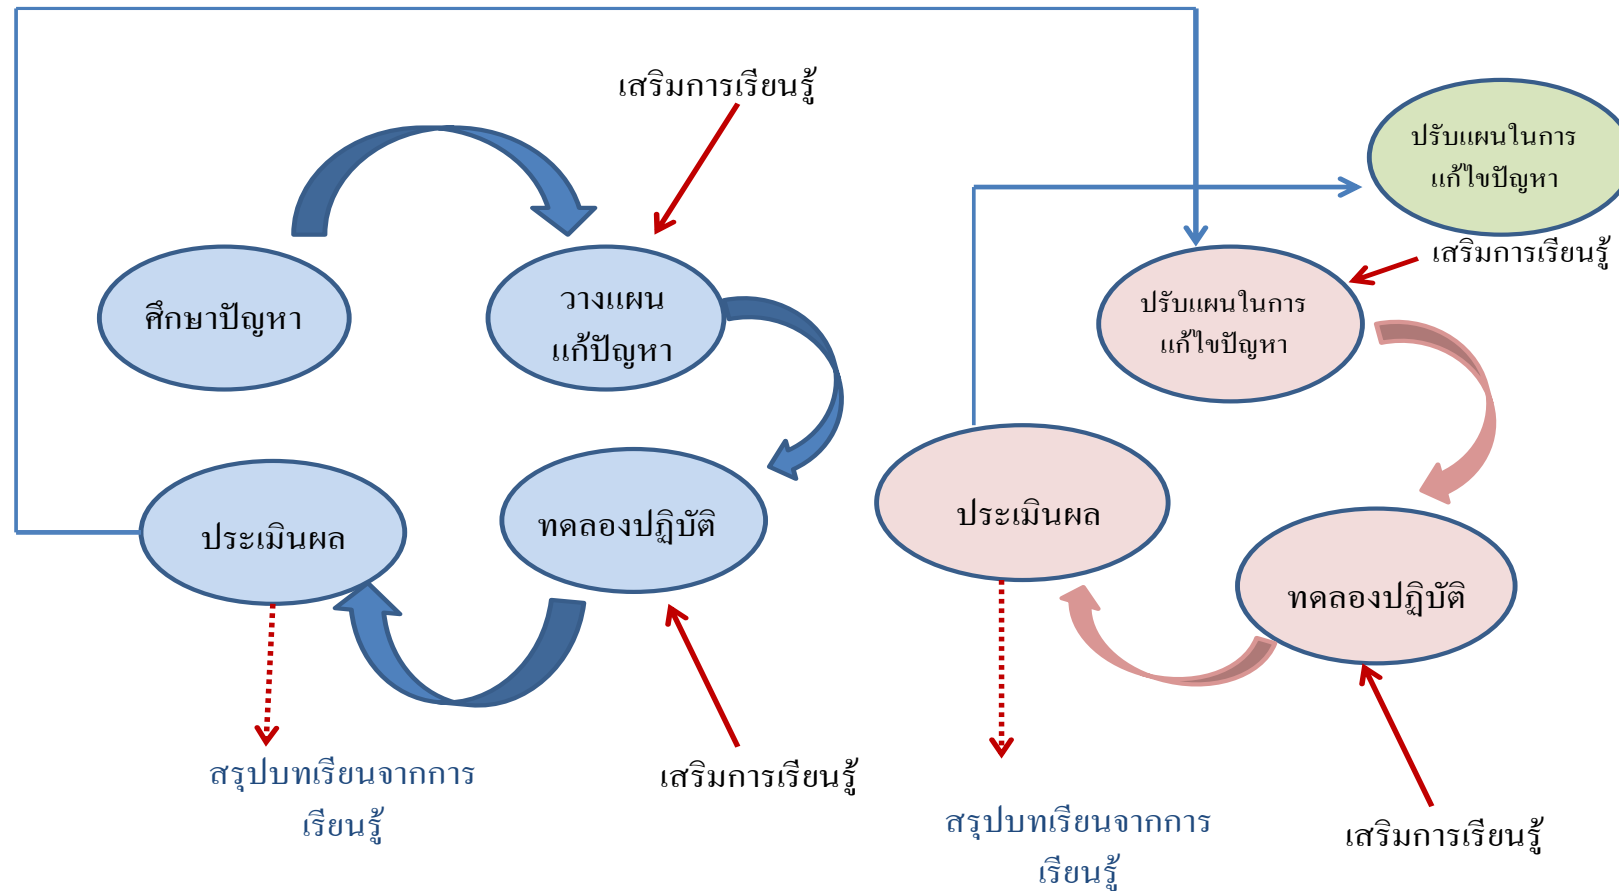 เสริมการเรียนรู้
ศึกษาปัญหา
วางแผน
แก้ปัญหา
ประเมินผล
ทดลองปฏิบัติ
สรุปบทเรียนจากการ
เรียนรู้
เสริมการเรียนรู้
ปรับแผนในการ
แก้ไขปัญหา
เสริมการเรียนรู้
ปรับแผนในการ
แก้ไขปัญหา
ประเมินผล
ทดลองปฏิบัติ
สรุปบทเรียนจากการ
เรียนรู้
เสริมการเรียนรู้